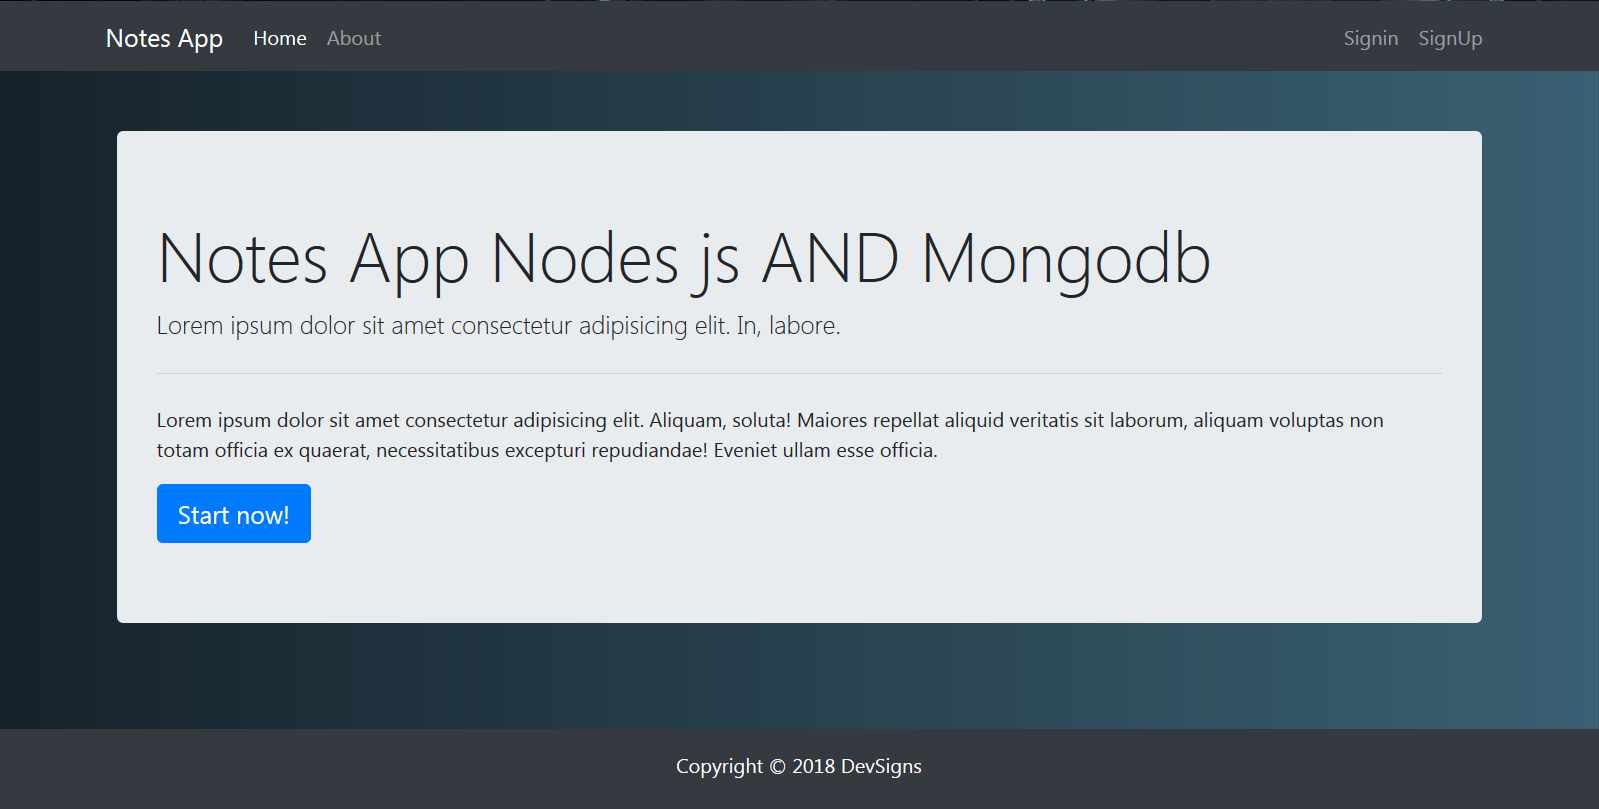 Notes App Home About Signin SignUp
Notes App Nodes js AND Mongodb
Lorem ipsum dolor sit amet consectetur adipisicing elit. In, labore.
Lorem ipsum dolor sit amet consectetur adipisicing elit. Aliquam, soluta! Maiores repellat aliquid veritatis sit laborum, aliquam voluptas non
totam officia ex quaerat, necessitatibus excepturi repudiandae! Eveniet ullam esse officia.
Start now!
Copyright © 2018 DevSigns